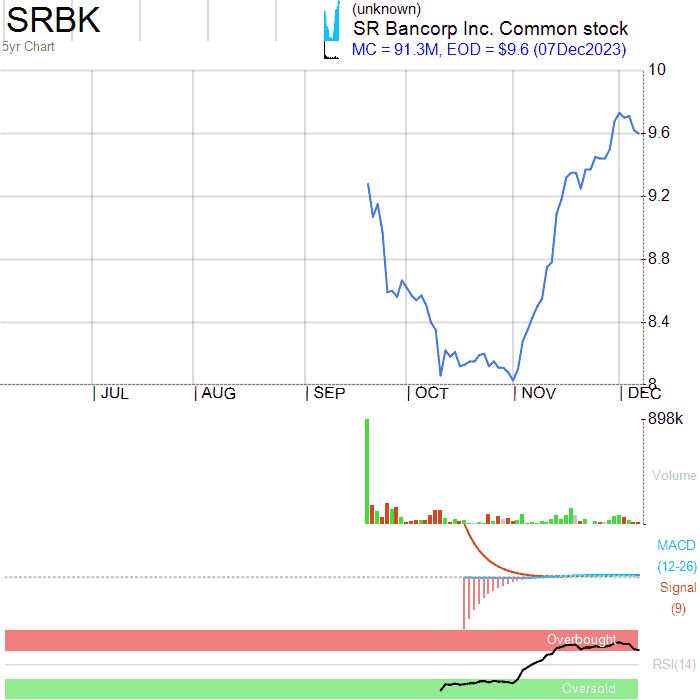 SRBK
5yr Chart
(unknown)
SR Bancorp Inc. Common stock
MC = 91.3M, EOD = $9.6 (07Dec2023)
10
9.6
9.2
8.8
8.4
8
JUL AUG SEP OCT NOV DEC
898k
Volume
MACD
(12-26)
Signal
(9)
Overbought
RSI(14)
Oversold